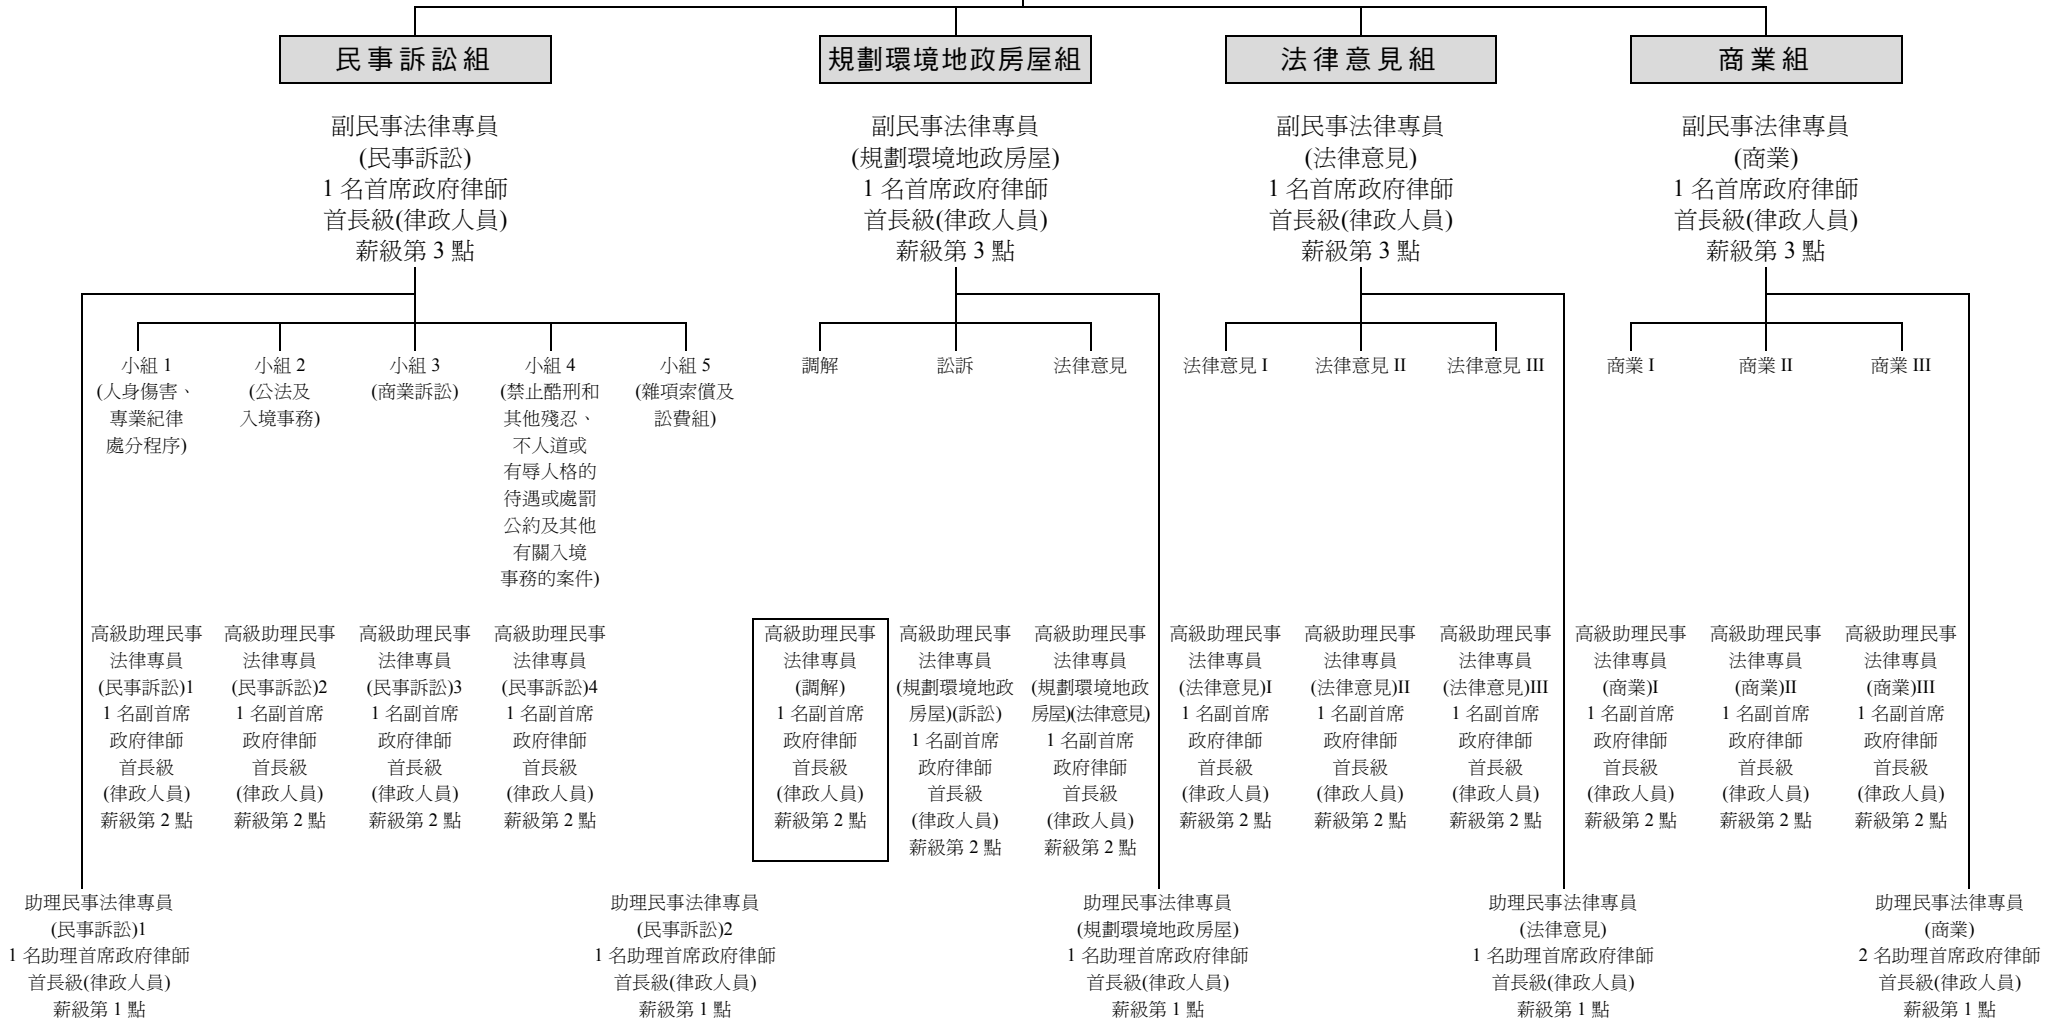 民事訴訟組
規劃環境地政房屋組
法律意見組
商業組
副民事法律專員
(民事訴訟)
1 名首席政府律師
首長級(律政人員)
薪級第 3 點
副民事法律專員
(規劃環境地政房屋)
1 名首席政府律師
首長級(律政人員)
薪級第 3 點
副民事法律專員
(法律意見)
1 名首席政府律師
首長級(律政人員)
薪級第 3 點
副民事法律專員
(商業)
1 名首席政府律師
首長級(律政人員)
薪級第 3 點
小組 1
(人身傷害、
專業紀律
處分程序)
小組 2
(公法及
入境事務)
小組 3
(商業訴訟)
小組 4
(禁止酷刑和
其他殘忍、
不人道或
有辱人格的
待遇或處罰
公約及其他
有關入境
事務的案件)
小組 5
(雜項索償及
訟費組)
調解
訟訴
法律意見
法律意見 I
法律意見 II
法律意見 III
商業 I
商業 II
商業 III
高級助理民事
法律專員
(民事訴訟)1
1 名副首席
政府律師
首長級
(律政人員)
薪級第 2 點
高級助理民事
法律專員
(民事訴訟)2
1 名副首席
政府律師
首長級
(律政人員)
薪級第 2 點
高級助理民事
法律專員
(民事訴訟)3
1 名副首席
政府律師
首長級
(律政人員)
薪級第 2 點
高級助理民事
法律專員
(民事訴訟)4
1 名副首席
政府律師
首長級
(律政人員)
薪級第 2 點
高級助理民事
法律專員
(調解)
1 名副首席
政府律師
首長級
(律政人員)
薪級第 2 點
高級助理民事
法律專員
(規劃環境地政
房屋)(訴訟)
1 名副首席
政府律師
首長級
(律政人員)
薪級第 2 點
高級助理民事
法律專員
(規劃環境地政
房屋)(法律意見)
1 名副首席
政府律師
首長級
(律政人員)
薪級第 2 點
高級助理民事
法律專員
(法律意見)I
1 名副首席
政府律師
首長級
(律政人員)
薪級第 2 點
高級助理民事
法律專員
(法律意見)II
1 名副首席
政府律師
首長級
(律政人員)
薪級第 2 點
高級助理民事
法律專員
(法律意見)III
1 名副首席
政府律師
首長級
(律政人員)
薪級第 2 點
高級助理民事
法律專員
(商業)I
1 名副首席
政府律師
首長級
(律政人員)
薪級第 2 點
高級助理民事
法律專員
(商業)II
1 名副首席
政府律師
首長級
(律政人員)
薪級第 2 點
高級助理民事
法律專員
(商業)III
1 名副首席
政府律師
首長級
(律政人員)
薪級第 2 點
助理民事法律專員
(民事訴訟)1
1 名助理首席政府律師
首長級(律政人員)
薪級第 1 點
助理民事法律專員
(民事訴訟)2
1 名助理首席政府律師
首長級(律政人員)
薪級第 1 點
助理民事法律專員
(規劃環境地政房屋)
1 名助理首席政府律師
首長級(律政人員)
薪級第 1 點
助理民事法律專員
(法律意見)
1 名助理首席政府律師
首長級(律政人員)
薪級第 1 點
助理民事法律專員
(商業)
2 名助理首席政府律師
首長級(律政人員)
薪級第 1 點